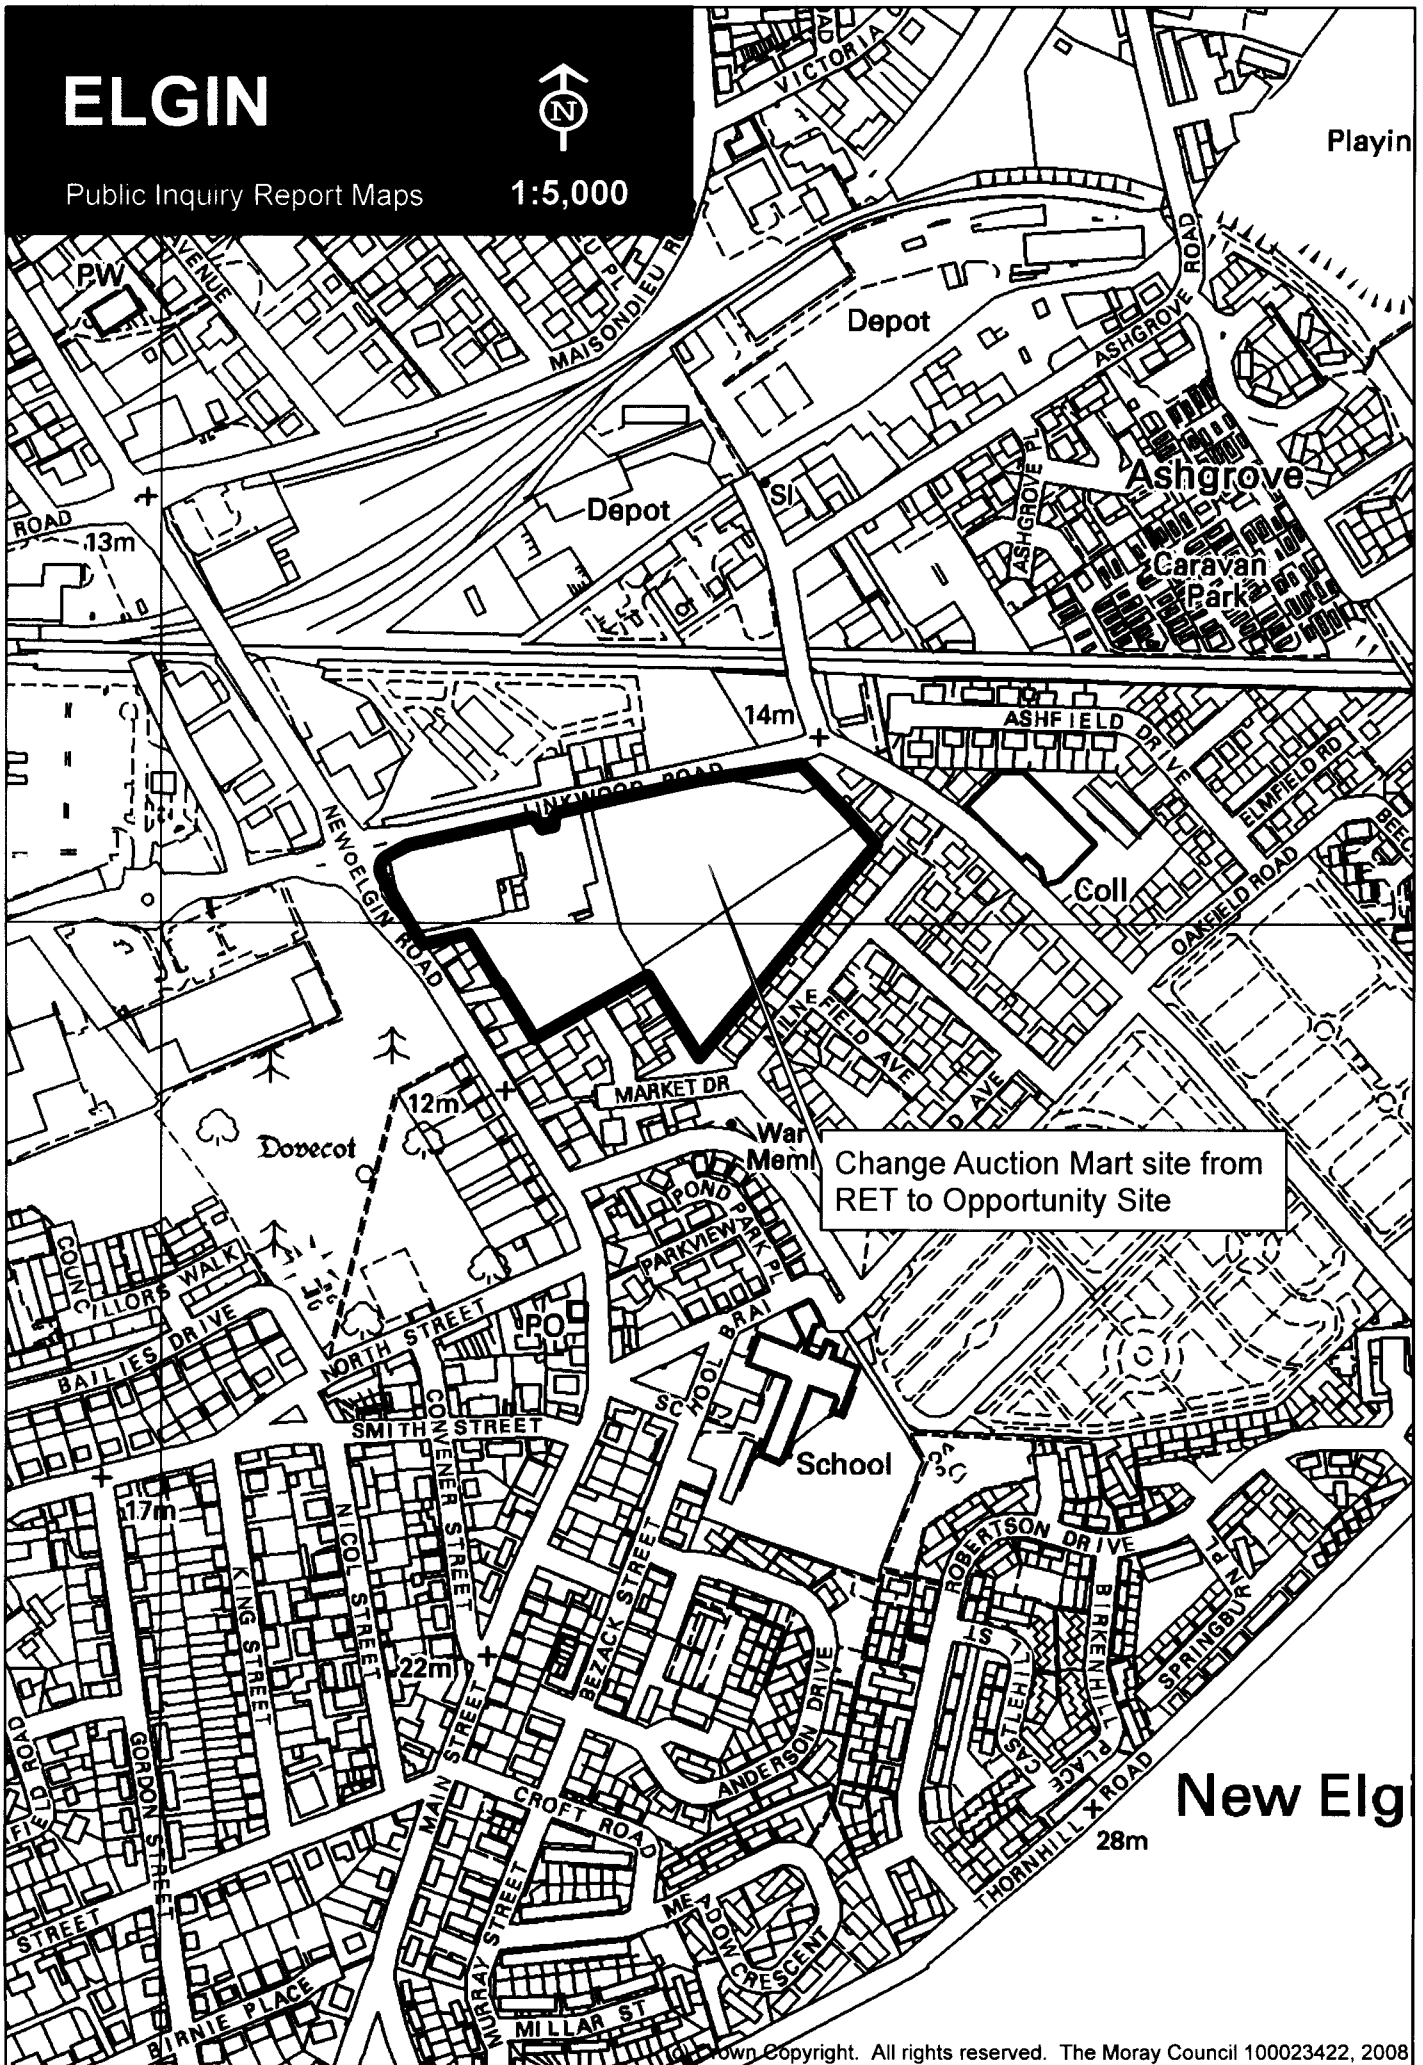 ELGIN
N
Public Inquiry Report Maps
1:5,000
VICTORIA
Playin
PW
AVENUE
MAISONDIEU
Depot
ROAD
ASHGROVE
Ashgrove
ASHGROVE PL
SI
Depot
ROAD
13m
Caravan
Park
14m
ASHFIELD
DRIVE
ELMFIELD RD
LINKWOOD ROAD
NEW ELGIN ROAD
Coll
OAKFIELD ROAD
MILNEFIELD AVE
AVE
MARKET DR
12m
Dovecot
War
Meml
Change Auction Mart site from
RET to Opportunity Site
POND PARK PL
PARKVIEW
COUNCILLORS WALK
BAILIES DRIVE
NORTH STREET
PO
SCHOOL BRAE
SMITH STREET
CONVENER STREET
School
17m
NICOL STREET
KING STREET
BEZACK STREET
ROBERTSON DRIVE
BIRKENHILL PLACE
SPRINGBURN PL
CASTLEHILL ST
22m
MAIN STREET
ANDERSON DRIVE
GORDON STREET
CROFT ROAD
THORNHILL ROAD
28m
New Elgi
MURRAY STREET
MEADOW CRESCENT
STREET
BIRNIE PLACE
MILLAR ST
Crown Copyright. All rights reserved. The Moray Council 100023422, 2008